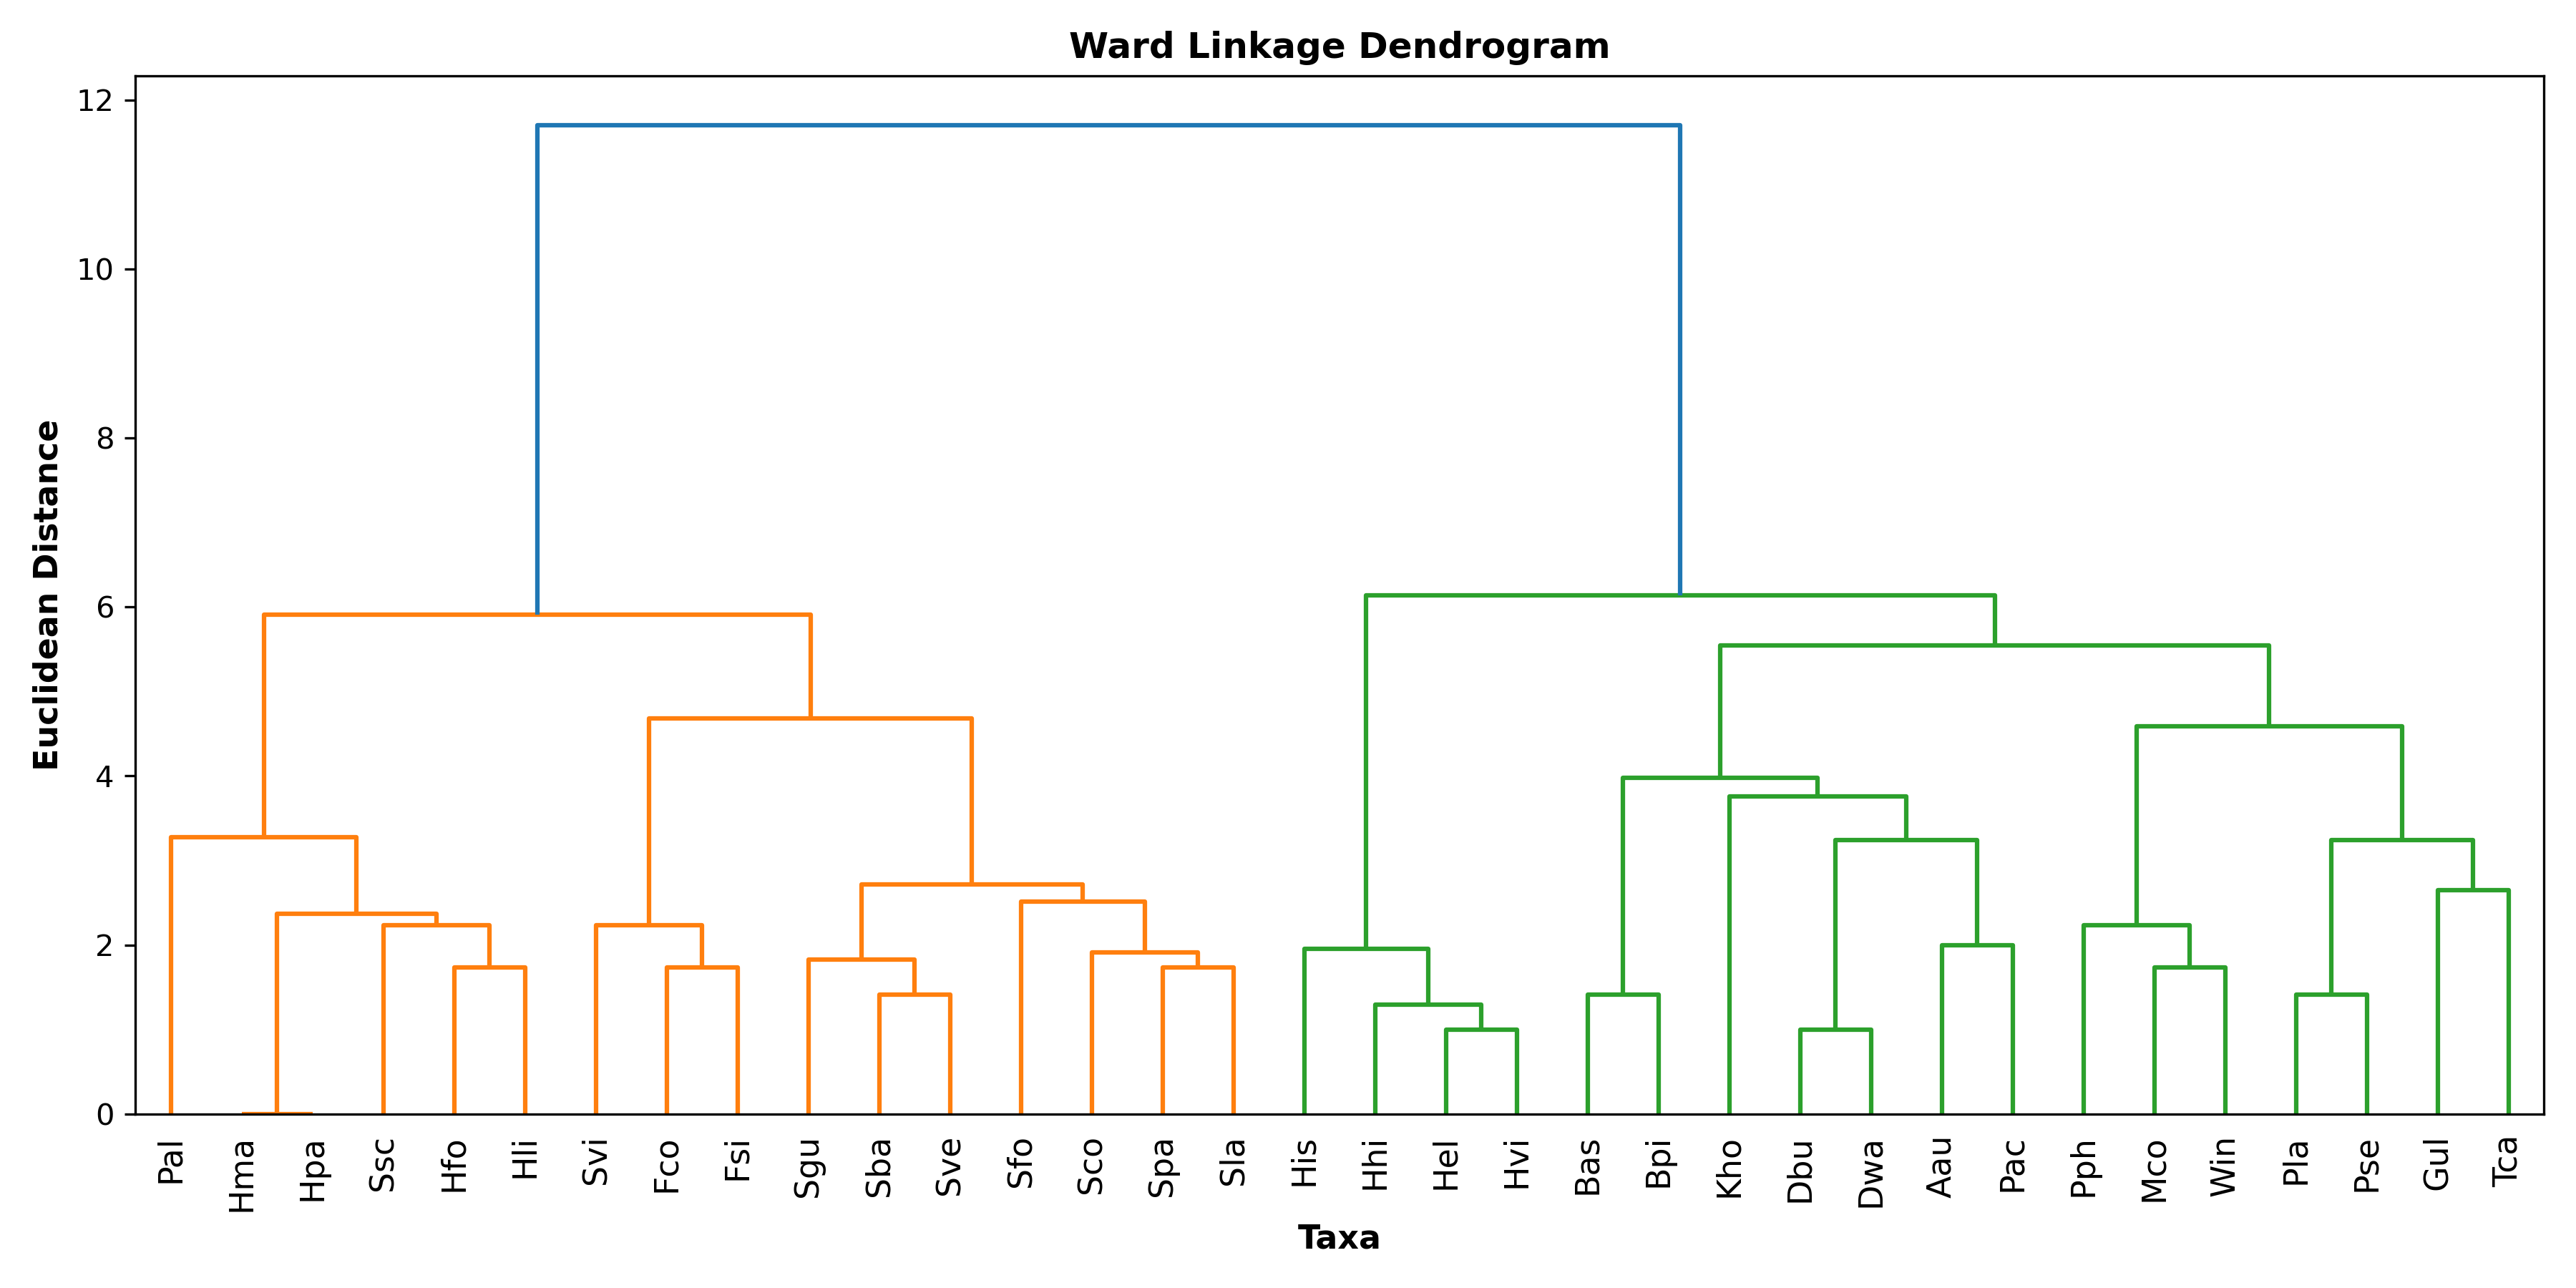 Ward Linkage Dendrogram
12
10
8
6
4
2
0
Euclidean Distance
Pal
Hma
Hpa
Ssc
Hfo
Hli
Svi
Fco
Fsi
Sgu
Sba
Sve
Sfo
Sco
Spa
Sla
His
Hhi
Hel
Hvi
Bas
Bpi
Kho
Dbu
Dwa
Aau
Pac
Pph
Mco
Win
Pla
Pse
Gul
Tca
Taxa